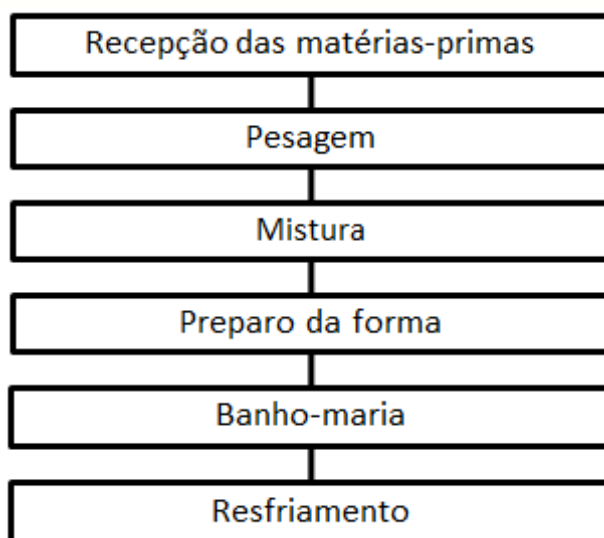 Recepção das matérias-primas
Pesagem
Mistura
Preparo da forma
Banho-maria
Resfriamento